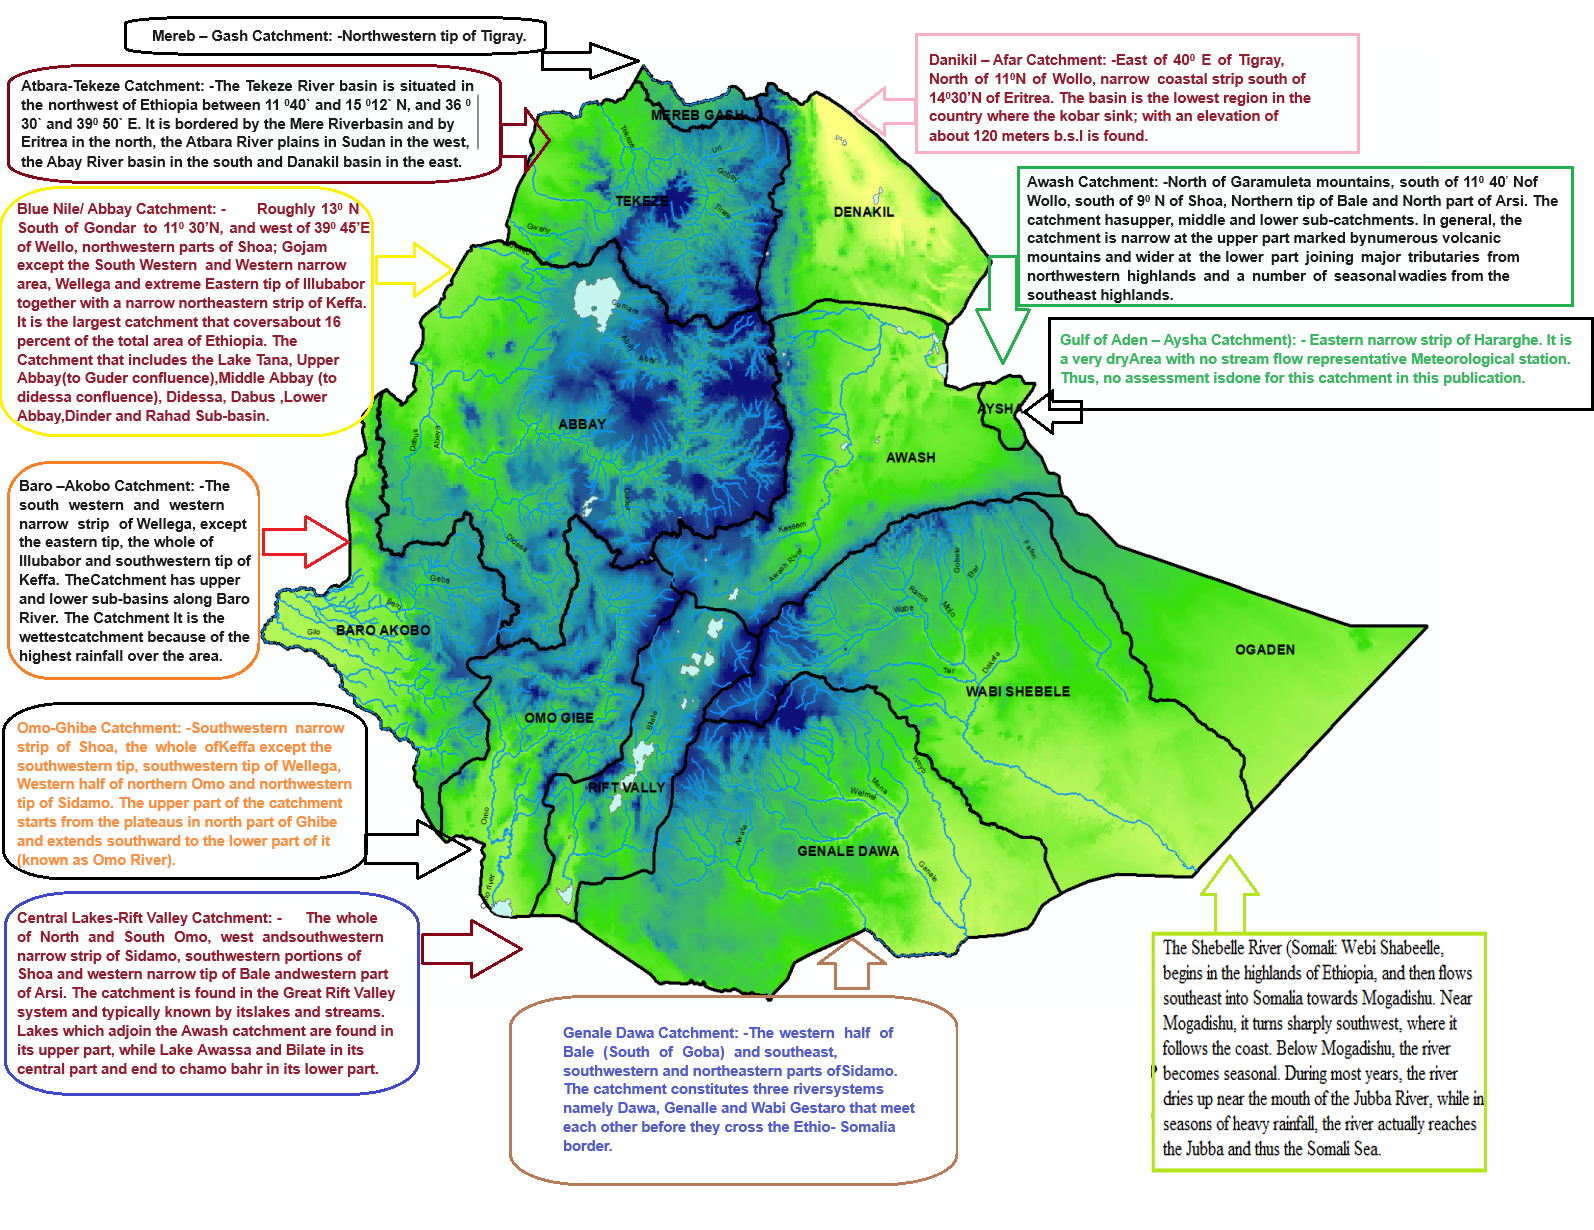 Mereb – Gash Catchment: -Northwestern tip of Tigray.
Atbara-Tekeze Catchment: -The Tekeze River basin is situated in
the northwest of Ethiopia between 11 ⁰40` and 15 ⁰12` N, and 36 ⁰
30` and 39⁰ 50` E. It is bordered by the Mere Riverbasin and by
Eritrea in the north, the Atbara River plains in Sudan in the west,
the Abay River basin in the south and Danakil basin in the east.
Blue Nile/ Abbay Catchment: - Roughly 13⁰ N
South of Gondar to 11⁰ 30’N, and west of 39⁰ 45’E
of Wello, northwestern parts of Shoa; Gojam
except the South Western and Western narrow
area, Wellega and extreme Eastern tip of Illubabor
together with a narrow northeastern strip of Keffa.
It is the largest catchment that coversabout 16
percent of the total area of Ethiopia. The
Catchment that includes the Lake Tana, Upper
Abbay(to Guder confluence),Middle Abbay (to
didessa confluence), Didessa, Dabus ,Lower
Abbay,Dinder and Rahad Sub-basin.
Baro –Akobo Catchment: -The
south western and western
narrow strip of Wellega, except
the eastern tip, the whole of
Illubabor and southwestern tip of
Keffa. TheCatchment has upper
and lower sub-basins along Baro
River. The Catchment It is the
wettestcatchment because of the
highest rainfall over the area.
Omo-Ghibe Catchment: -Southwestern narrow
strip of Shoa, the whole ofKeffa except the
southwestern tip, southwestern tip of Wellega,
Western half of northern Omo and northwestern
tip of Sidamo. The upper part of the catchment
starts from the plateaus in north part of Ghibe
and extends southward to the lower part of it
(known as Omo River).
Central Lakes-Rift Valley Catchment: - The whole
of North and South Omo, west andsouthwestern
narrow strip of Sidamo, southwestern portions of
Shoa and western narrow tip of Bale andwestern part
of Arsi. The catchment is found in the Great Rift Valley
system and typically known by itslakes and streams.
Lakes which adjoin the Awash catchment are found in
its upper part, while Lake Awassa and Bilate in its
central part and end to chamo bahr in its lower part.
Danikil – Afar Catchment: -East of 40⁰ E of Tigray,
North of 11⁰N of Wollo, narrow coastal strip south of
14⁰30’N of Eritrea. The basin is the lowest region in the
country where the kobar sink; with an elevation of
about 120 meters b.s.l is found.
Awash Catchment: -North of Garamuleta mountains, south of 11⁰ 40’ Nof
Wollo, south of 9⁰ N of Shoa, Northern tip of Bale and North part of Arsi. The
catchment hasupper, middle and lower sub-catchments. In general, the
catchment is narrow at the upper part marked bynumerous volcanic
mountains and wider at the lower part joining major tributaries from
northwestern highlands and a number of seasonalwadies from the
southeast highlands.
Gulf of Aden – Aysha Catchment): - Eastern narrow strip of Hararghe. It is
a very dryArea with no stream flow representative Meteorological station.
Thus, no assessment isdone for this catchment in this publication.
Genale Dawa Catchment: -The western half of
Bale (South of Goba) and southeast,
southwestern and northeastern parts ofSidamo.
The catchment constitutes three riversystems
namely Dawa, Genalle and Wabi Gestaro that meet
each other before they cross the Ethio- Somalia
border.
The Shebelle River (Somali: Webi Shabeelle,
begins in the highlands of Ethiopia, and then flows
southeast into Somalia towards Mogadishu. Near
Mogadishu, it turns sharply southwest, where it
follows the coast. Below Mogadishu, the river
becomes seasonal. During most years, the river
dries up near the mouth of the Jubba River, while in
seasons of heavy rainfall, the river actually reaches
the Jubba and thus the Somali Sea.
MEREB GASH
Tekeze
Uri
Gobay
TEKEZE
Tirere
Gwany
DENAKIL
Gumara
Abay
Abay
ABBAY
Dabus
Abaya
AYSHA
AWASH
Didesa
Kessem
Awash River
Geba
Baro
Gilo
BARO AKOBO
Gobele
Erer
Fafen
Ramis
Wabe
Mojo
Ter
Dakata
OGADEN
WABI SHEBELE
OMO GIBE
Bilate
RIFT VALLY
Omo
Weyo
Mena
Welmel
Awata
GENALE DAWA
Ganale